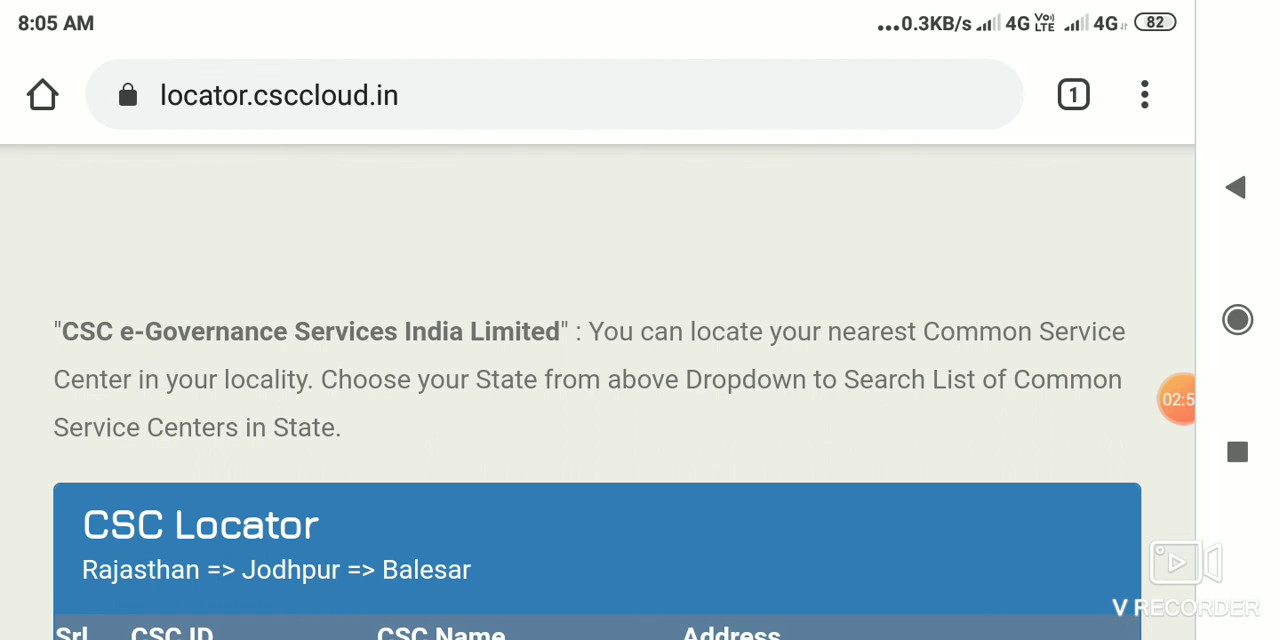 8:05 AM
...0.3KB/s 4G Vo) LTE 4G 82
locator.csccloud.in
1
"CSC e-Governance Services India Limited" : You can locate your nearest Common Service
Center in your locality. Choose your State from above Dropdown to Search List of Common
Service Centers in State.
02:5
CSC Locator
Rajasthan => Jodhpur => Balesar
V RECORDER
Srl CSC ID CSC Name Address